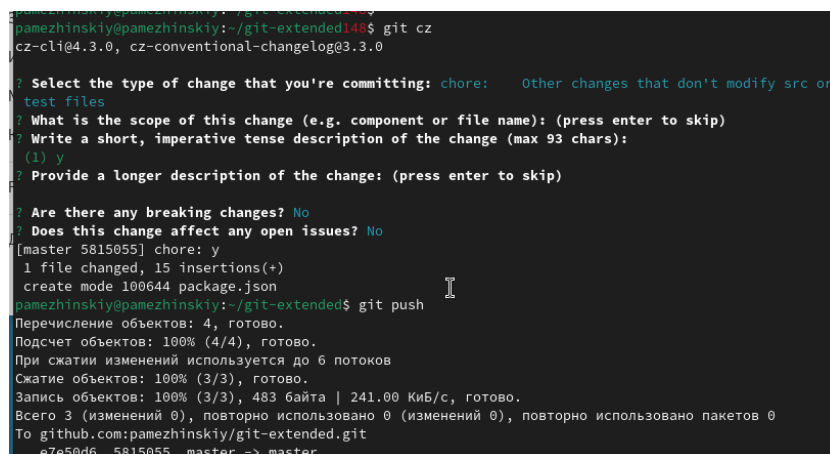 pamezhinskiy@pamezhinskiy:~/git-extended148$
pamezhinskiy@pamezhinskiy:~/git-extended148$ git cz
cz-cli@4.3.0, cz-conventional-changelog@3.3.0
? Select the type of change that you're committing: chore:    Other changes that don't modify src or
test files
? What is the scope of this change (e.g. component or file name): (press enter to skip)
? Write a short, imperative tense description of the change (max 93 chars):
(1) y
? Provide a longer description of the change: (press enter to skip)
? Are there any breaking changes? No
? Does this change affect any open issues? No
[master 5815055] chore: y
1 file changed, 15 insertions(+)
create mode 100644 package.json
pamezhinskiy@pamezhinskiy:~/git-extended$ git push
Перечисление объектов: 4, готово.
Подсчет объектов: 100% (4/4), готово.
При сжатии изменений используется до 6 потоков
Сжатие объектов: 100% (3/3), готово.
Запись объектов: 100% (3/3), 483 байта | 241.00 КиБ/с, готово.
Всего 3 (изменений 0), повторно использовано 0 (изменений 0), повторно использовано пакетов 0
To github.com:pamezhinskiy/git-extended.git
e7e50d6..5815055  master -> master